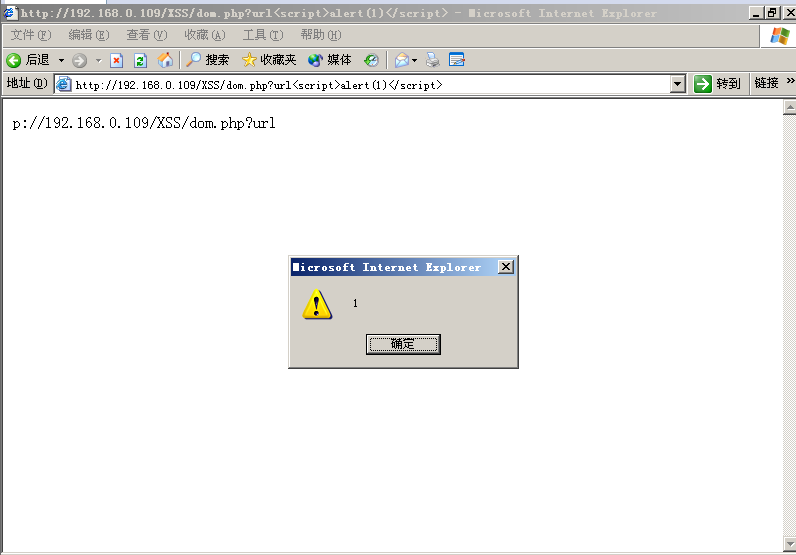 http://192.168.0.109/XSS/dom.php?url<script>alert(1)</script> - Microsoft Internet Explorer
文件(F) 编辑(E) 查看(V) 收藏(A) 工具(T) 帮助(H)
后退 搜索 收藏夹 媒体
地址(D) http://192.168.0.109/XSS/dom.php?url<script>alert(1)</script> 转到 链接 »
p://192.168.0.109/XSS/dom.php?url
Microsoft Internet Explorer
1
确定